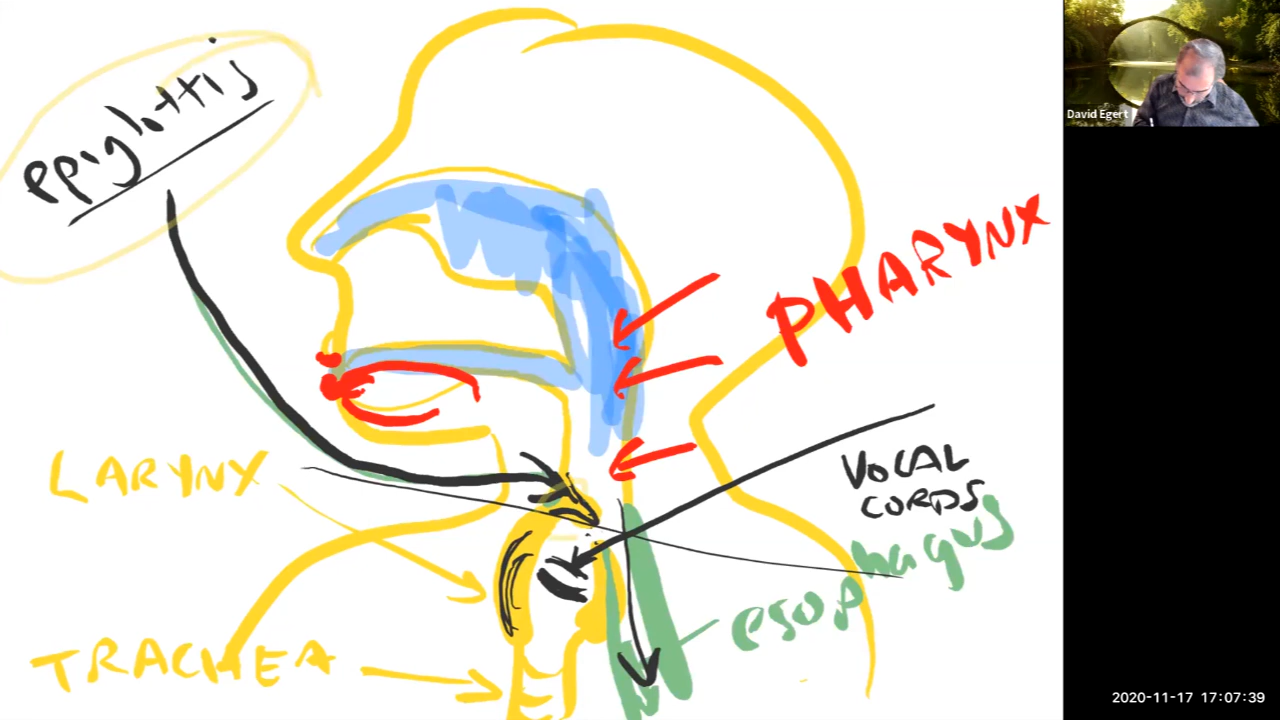 epiglottis
David Egert
PHARYNX
LARYNX
VOCAL
CORDS
esophagus
TRACHEA
2020-11-17 17:07:39